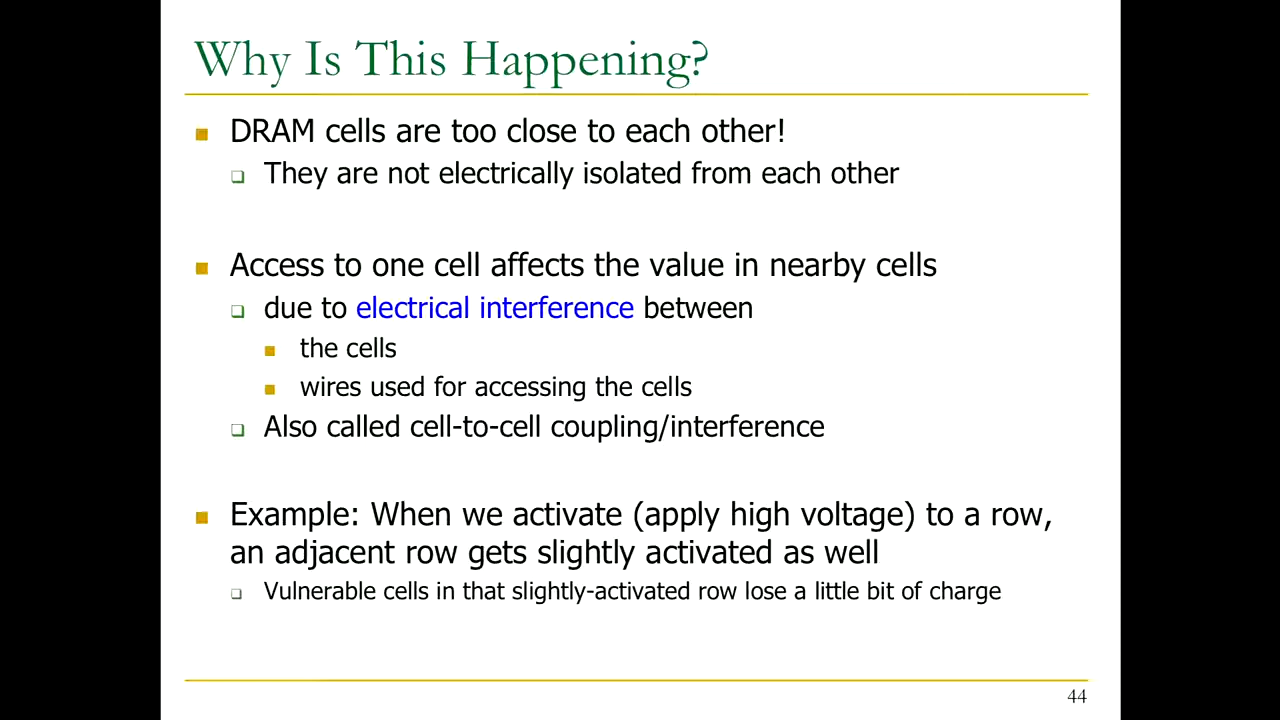 Why Is This Happening?
DRAM cells are too close to each other!
They are not electrically isolated from each other
Access to one cell affects the value in nearby cells
due to electrical interference between
the cells
wires used for accessing the cells
Also called cell-to-cell coupling/interference
Example: When we activate (apply high voltage) to a row,
an adjacent row gets slightly activated as well
Vulnerable cells in that slightly-activated row lose a little bit of charge
44